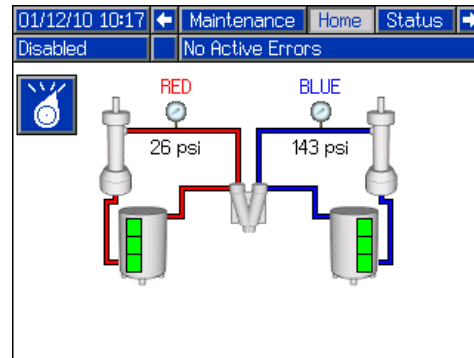 01/12/10 10:17 Maintenance Home Status
Disabled No Active Errors
RED BLUE
26 psi 143 psi